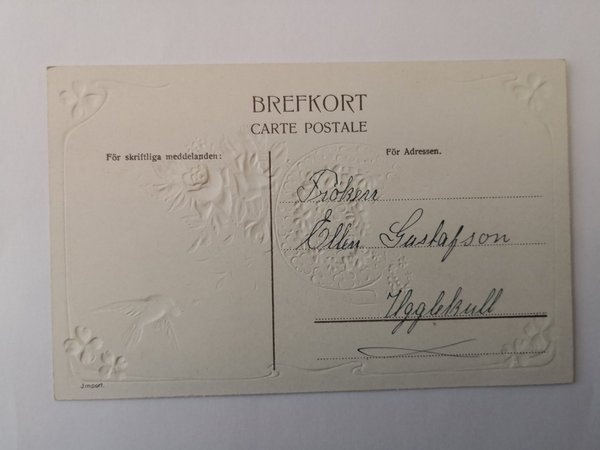 BREFKORT
CARTE POSTALE
För skriftliga meddelanden:
För Adressen.
Fröken
Ellen Gustafson
Ugglekull
Import.